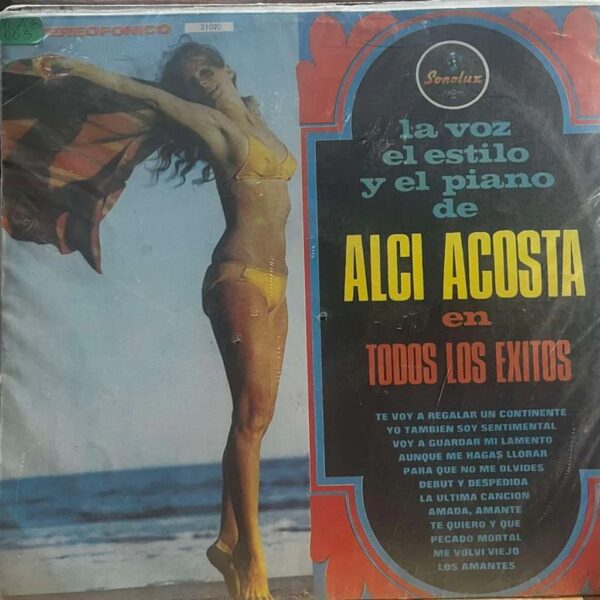 STEREOFONICO
21020
Sonolux
la voz
el estilo
y el piano
de
ALCI ACOSTA
en
TODOS LOS EXITOS
TE VOY A REGALAR UN CONTINENTE
YO TAMBIEN SOY SENTIMENTAL
VOY A GUARDAR MI LAMENTO
AUNQUE ME HAGAS LLORAR
PARA QUE NO ME OLVIDES
DEBUT Y DESPEDIDA
LA ULTIMA CANCION
AMADA, AMANTE
TE QUIERO Y QUE
PECADO MORTAL
ME VOLVI VIEJO
LOS AMANTES